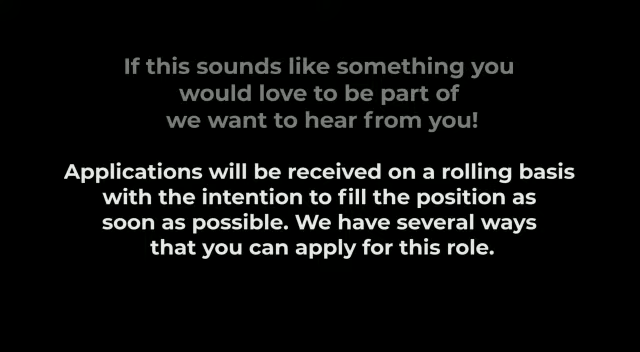 If this sounds like something you
would love to be part of
we want to hear from you!
Applications will be received on a rolling basis
with the intention to fill the position as
soon as possible. We have several ways
that you can apply for this role.